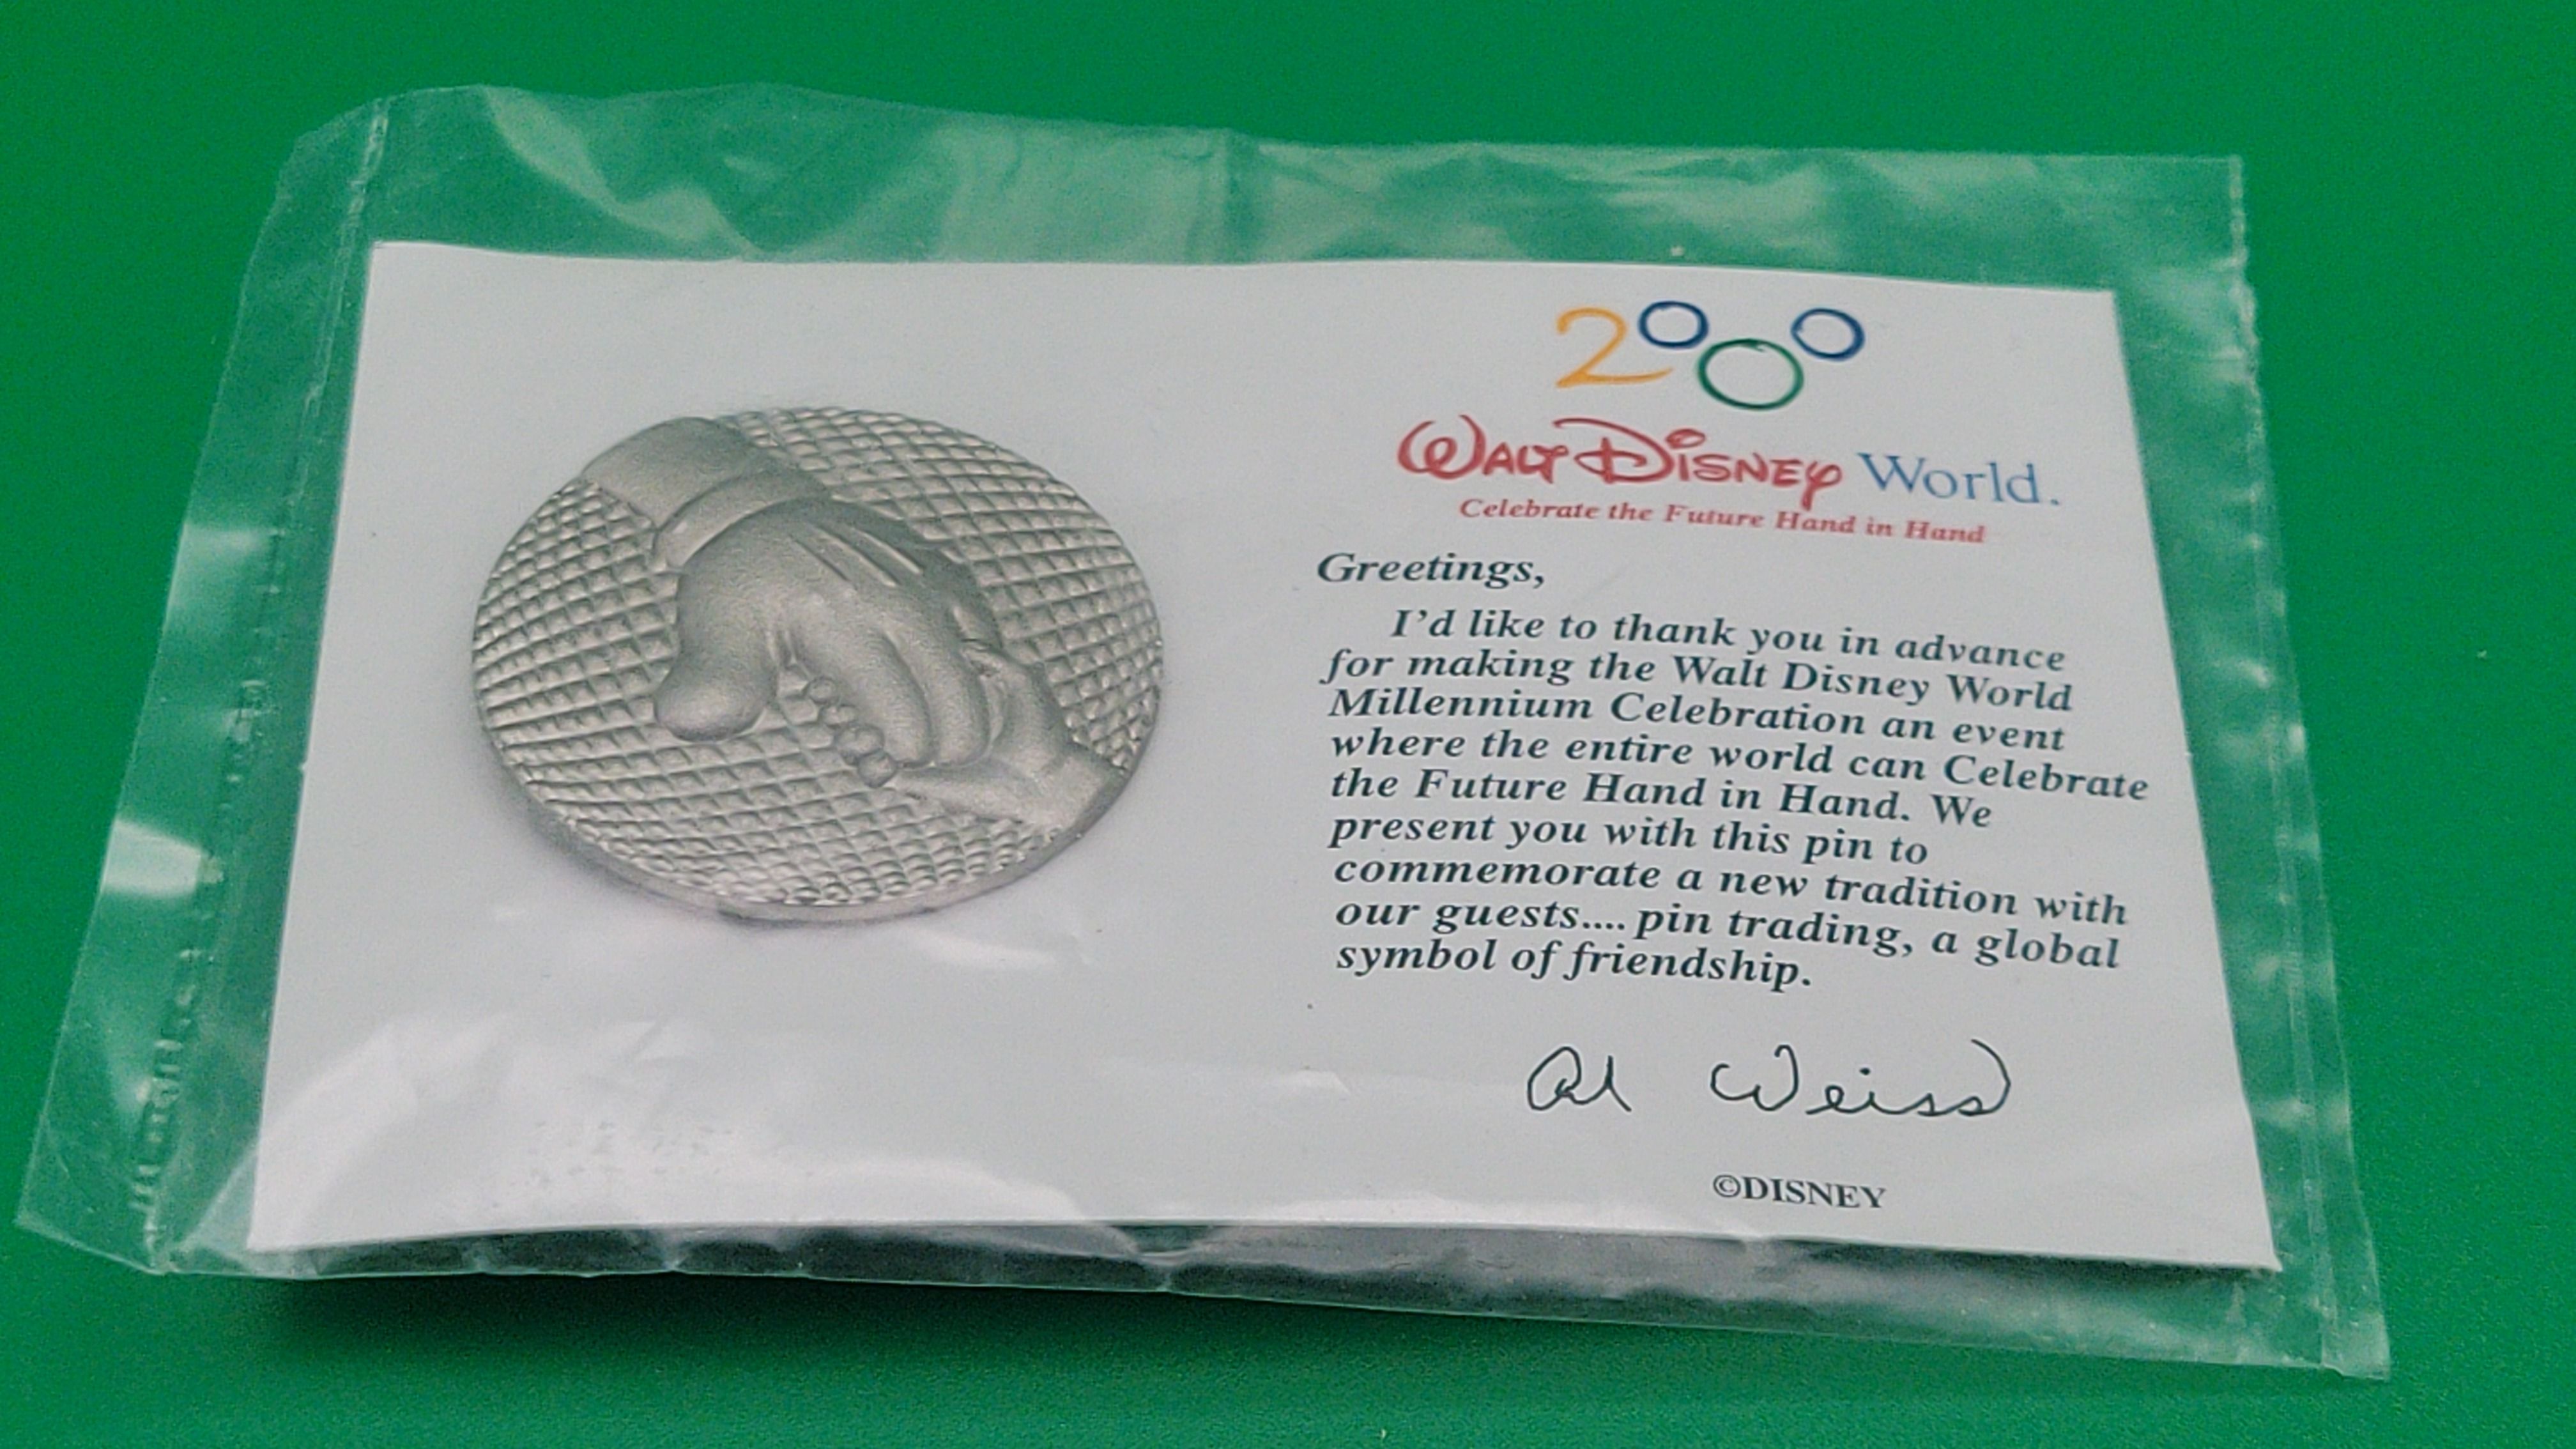 2000
WALT DISNEY World.
Celebrate the Future Hand in Hand
Greetings,
I'd like to thank you in advance
for making the Walt Disney World
Millennium Celebration an event
where the entire world can Celebrate
the Future Hand in Hand. We
present you with this pin to
commemorate a new tradition with
our guests.... pin trading, a global
symbol of friendship.
Al Weiss
©DISNEY